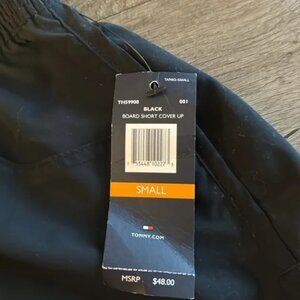 TH59908 001
BLACK
BOARD SHORT COVER UP
SMALL
TOMMY.COM
MSRP $48.00